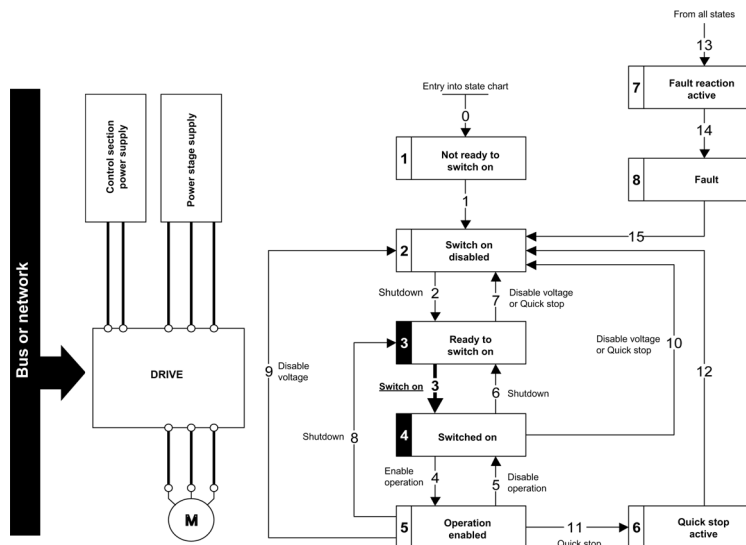 From all states
13
7
Fault reaction
active
14
8
Fault
15
Entry into state chart
0
1
Not ready to
switch on
1
2
Switch on
disabled
Shutdown
2
7
Disable voltage
or Quick stop
3
Ready to
switch on
Switch on
3
6
Shutdown
4
Switched on
Enable
operation
4
5
Disable
operation
5
Operation
enabled
9
Disable
voltage
Shutdown
8
Disable voltage
or Quick stop
10
12
11
Quick stop
6
Quick stop
active
Bus or network
Control section
power supply
Power stage supply
DRIVE
M